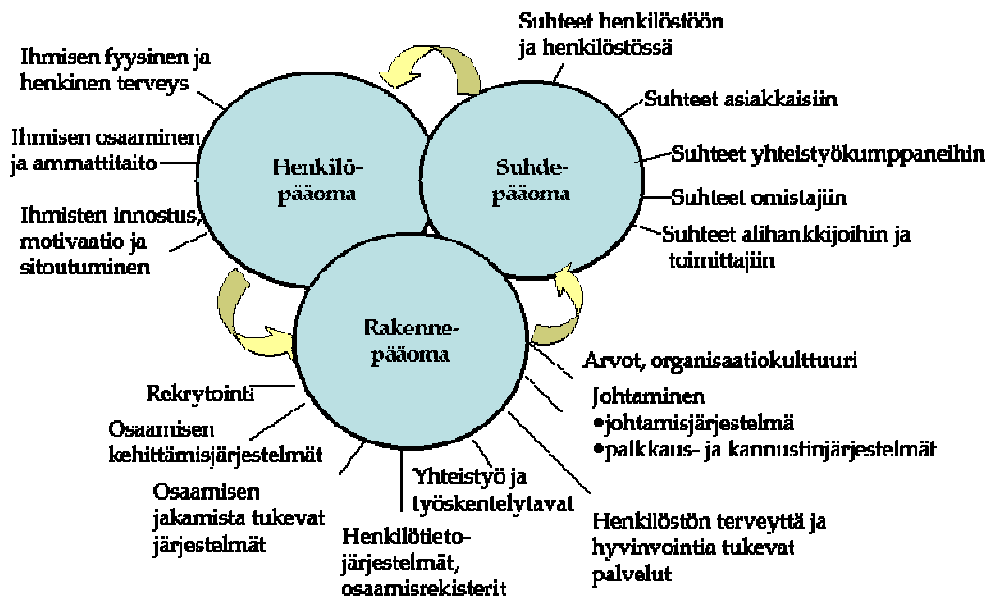 Suhteet henkilöstöön
ja henkilöstössä
Ihmisen fyysinen ja
henkinen terveys
Suhteet asiakkaisiin
Ihmisen osaaminen
ja ammattitaito
Henkilö-
pääoma
Suhde-
pääoma
Suhteet yhteistyökumppaneihin
Suhteet omistajiin
Ihmisten innostus,
motivaatio ja
sitoutuminen
Suhteet alihankkijoihin ja
toimittajiin
Rakenne-
pääoma
Arvot, organisaatiokulttuuri
Rekrytointi
Johtaminen
•johtamisjärjestelmä
•palkkaus- ja kannustinjärjestelmät
Osaamisen
kehittämisjärjestelmät
Osaamisen
jakamista tukevat
järjestelmät
Yhteistyö ja
työskentelytavat
Henkilötieto-
järjestelmät,
osaamisrekisterit
Henkilöstön terveyttä ja
hyvinvointia tukevat
palvelut